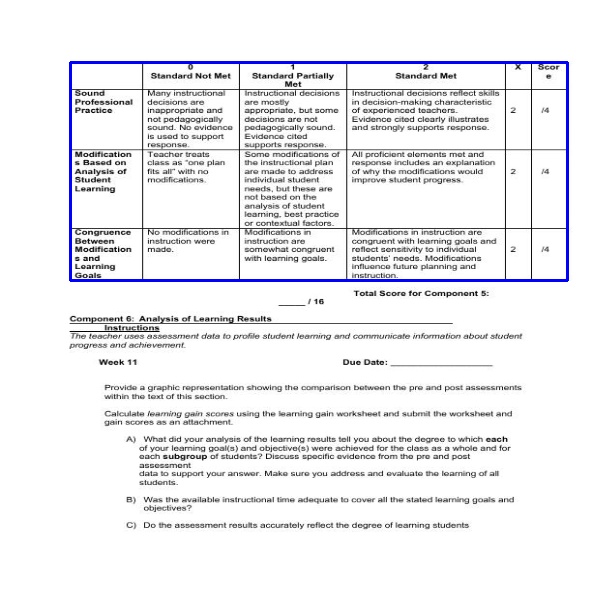 0
Standard Not Met
1
Standard Partially
Met
2
Standard Met
X
Scor
e
Sound
Professional
Practice
Many instructional
decisions are
inappropriate and
not pedagogically
sound. No evidence
is used to support
response.
Instructional decisions
are mostly
appropriate, but some
decisions are not
pedagogically sound.
Evidence cited
supports response.
Instructional decisions reflect skills
in decision-making characteristic
of experienced teachers.
Evidence cited clearly illustrates
and strongly supports response.
2
/4
Modification
s Based on
Analysis of
Student
Learning
Teacher treats
class as “one plan
fits all” with no
modifications.
Some modifications of
the instructional plan
are made to address
individual student
needs, but these are
not based on the
analysis of student
learning, best practice
or contextual factors.
All proficient elements met and
response includes an explanation
of why the modifications would
improve student progress.
2
/4
Congruence
Between
Modification
s and
Learning
Goals
No modifications in
instruction were
made.
Modifications in
instruction are
somewhat congruent
with learning goals.
Modifications in instruction are
congruent with learning goals and
reflect sensitivity to individual
students’ needs. Modifications
influence future planning and
instruction.
2
/4
Total Score for Component 5:
_____ / 16
Component 6: Analysis of Learning Results
Instructions
The teacher uses assessment data to profile student learning and communicate information about student
progress and achievement.
Week 11 Due Date: ____________________
Provide a graphic representation showing the comparison between the pre and post assessments
within the text of this section.
Calculate learning gain scores using the learning gain worksheet and submit the worksheet and
gain scores as an attachment.
A) What did your analysis of the learning results tell you about the degree to which each
of your learning goal(s) and objective(s) were achieved for the class as a whole and for
each subgroup of students? Discuss specific evidence from the pre and post
assessment
data to support your answer. Make sure you address and evaluate the learning of all
students.
B) Was the available instructional time adequate to cover all the stated learning goals and
objectives?
C) Do the assessment results accurately reflect the degree of learning students